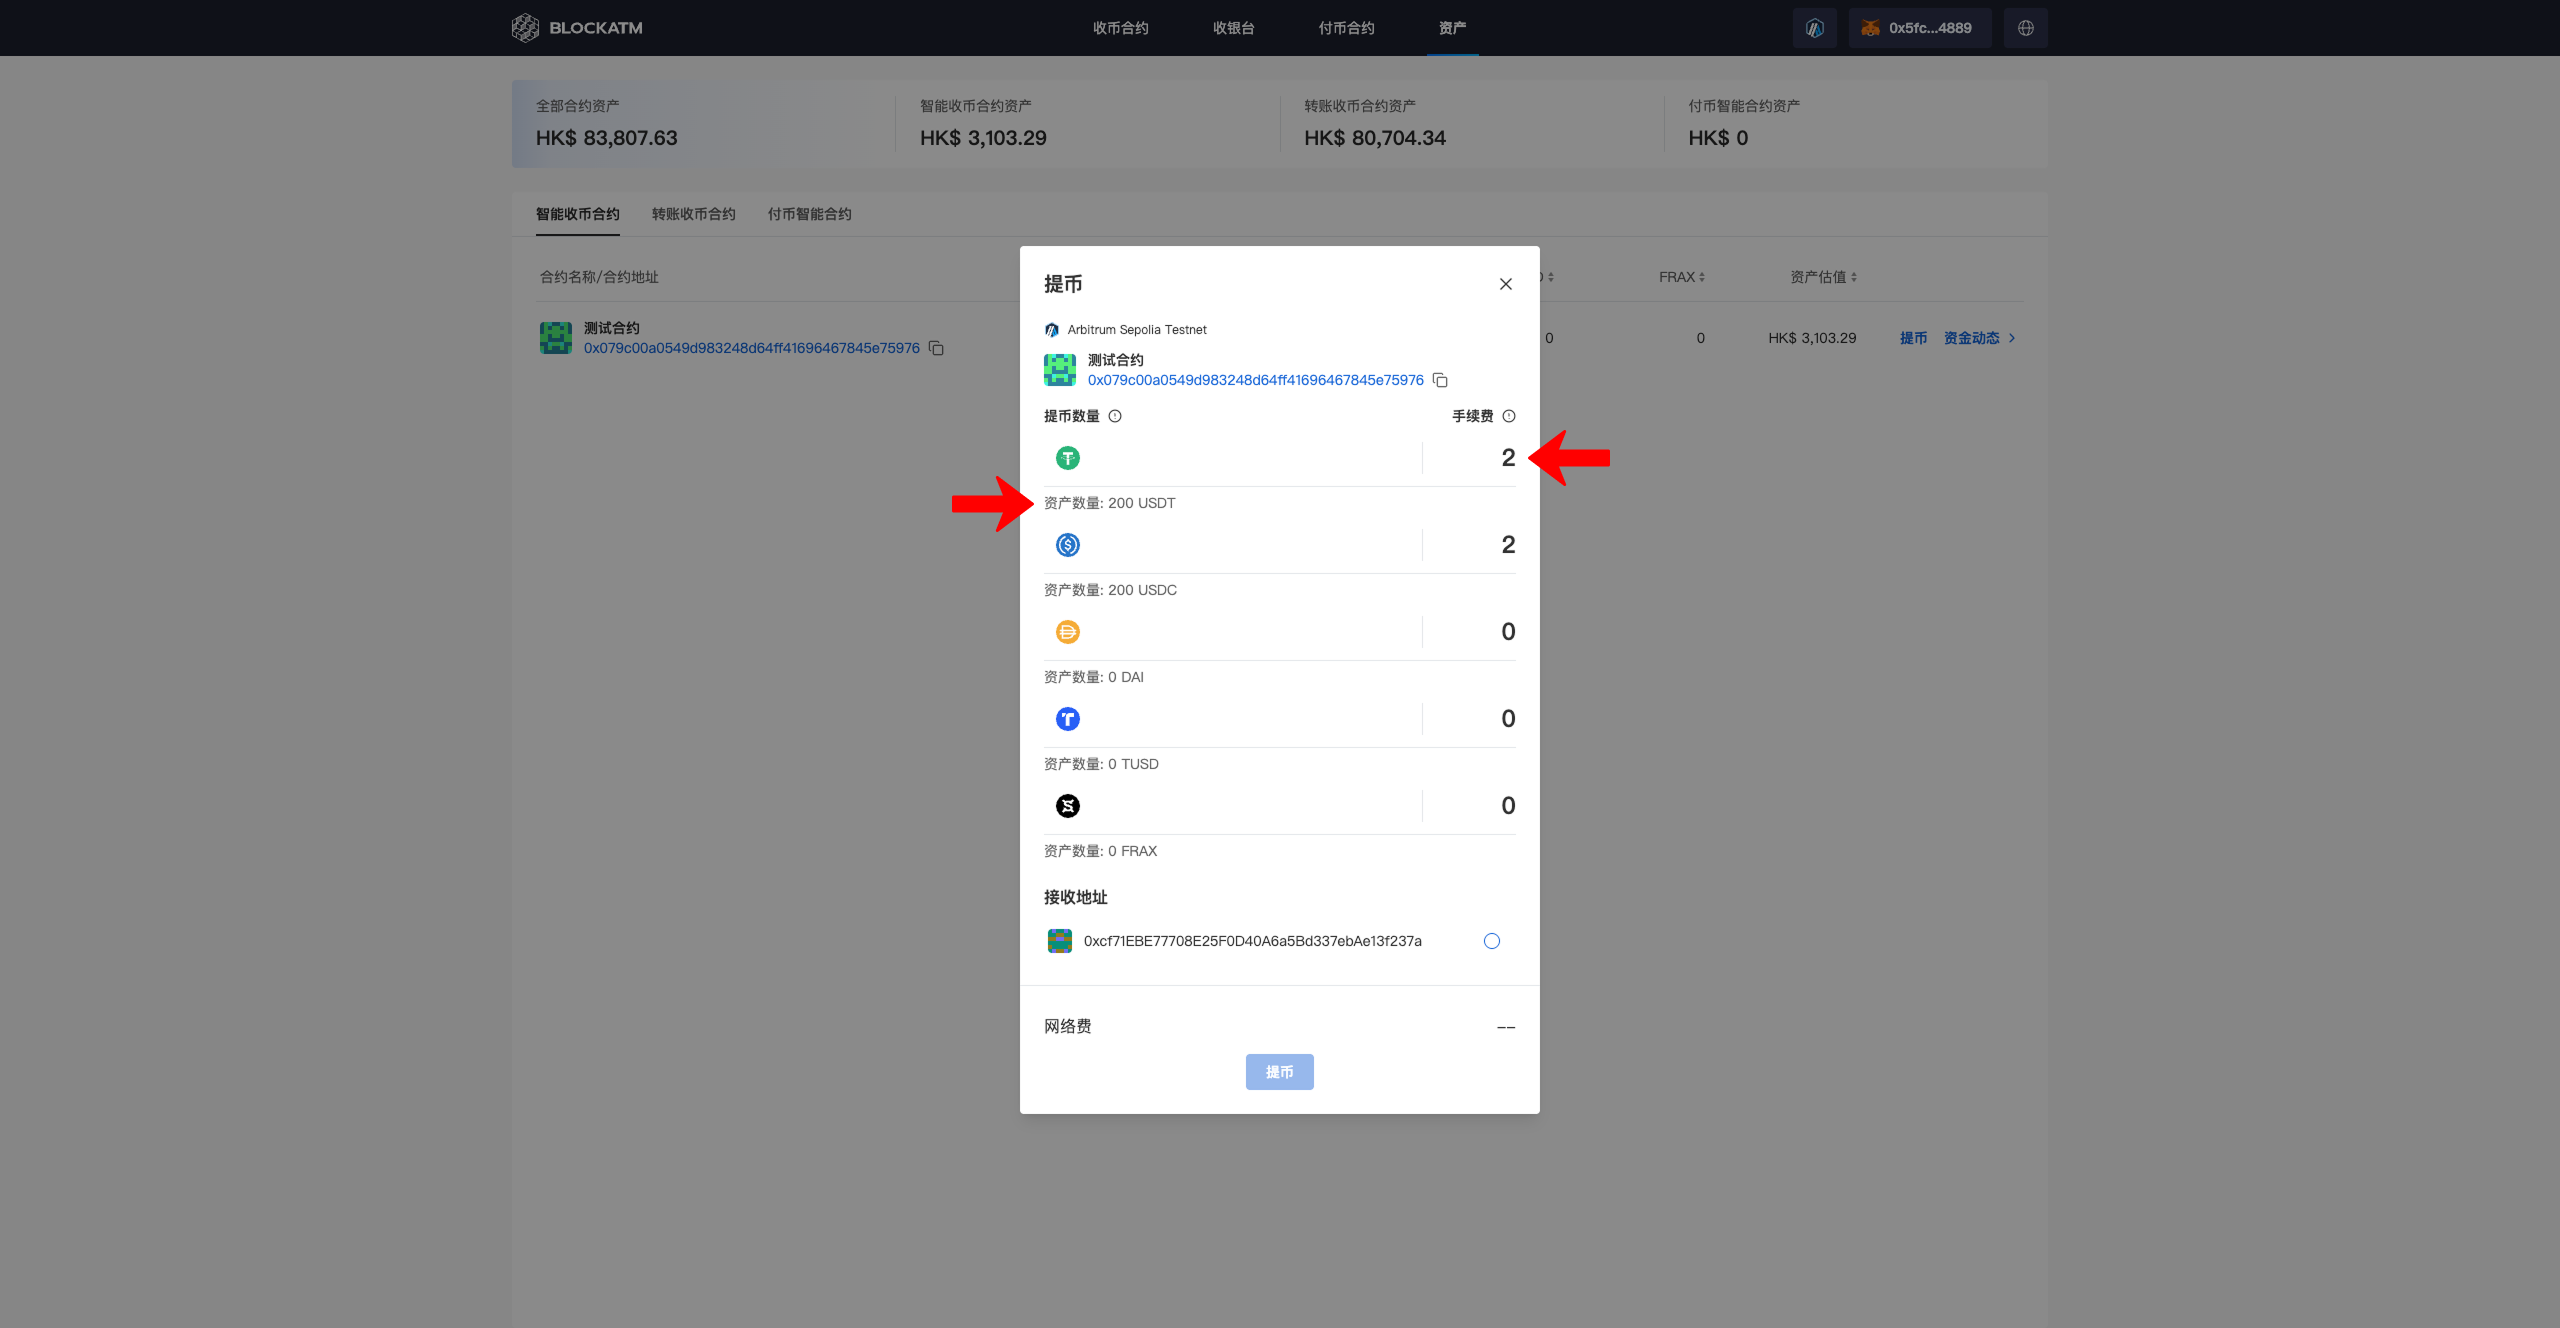 BLOCKATM
收币合约
收银台
付币合约
资产
0x5fc...4889
全部合约资产
HK$ 83,807.63
智能收币合约资产
HK$ 3,103.29
转账收币合约资产
HK$ 80,704.34
付币智能合约资产
HK$ 0
智能收币合约
转账收币合约
付币智能合约
合约名称/合约地址
FRAX
资产估值
测试合约
0x079c00a0549d983248d64ff41696467845e75976
0
0
HK$ 3,103.29
提币
资金动态
提币
Arbitrum Sepolia Testnet
测试合约
0x079c00a0549d983248d64ff41696467845e75976
提币数量
手续费
2
资产数量: 200 USDT
2
资产数量: 200 USDC
0
资产数量: 0 DAI
0
资产数量: 0 TUSD
0
资产数量: 0 FRAX
接收地址
0xcf71EBE77708E25F0D40A6a5Bd337ebAe13f237a
网络费
--
提币